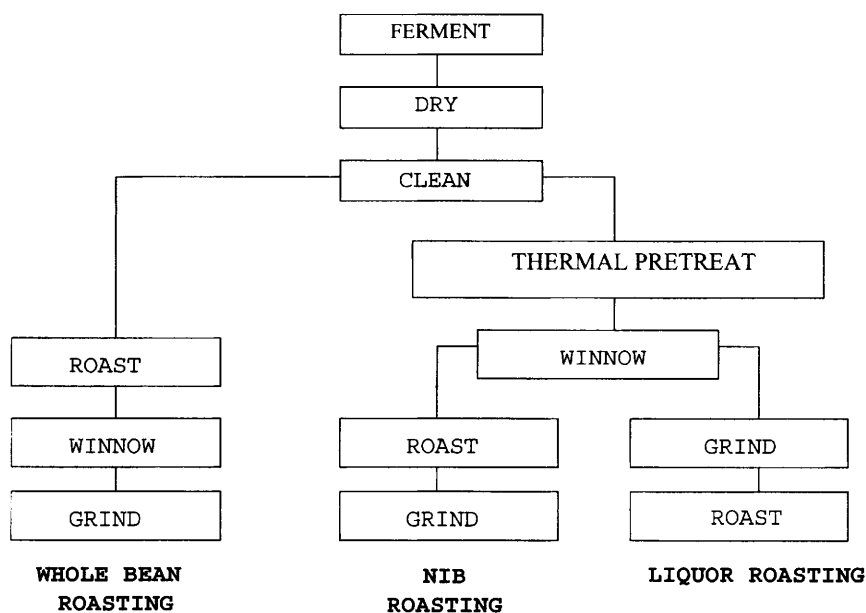 FERMENT
DRY
CLEAN
THERMAL PRETREAT
WINNOW
ROAST
WINNOW
GRIND
ROAST
GRIND
GRIND
ROAST
WHOLE BEAN
ROASTING
NIB
ROASTING
LIQUOR ROASTING